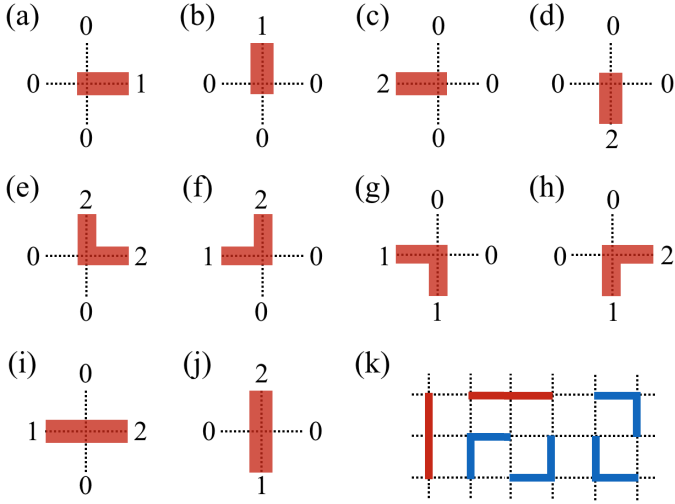 (a) 0 (b) 1 (c) 0 (d) 0
0 1 0 0 2 0 0 0
0 0 0 2
(e) 2 (f) 2 (g) 0 (h) 0
0 2 1 0 1 0 0 2
0 0 1 1
(i) 0 (j) 2 (k)
1 2 0 0
0 1